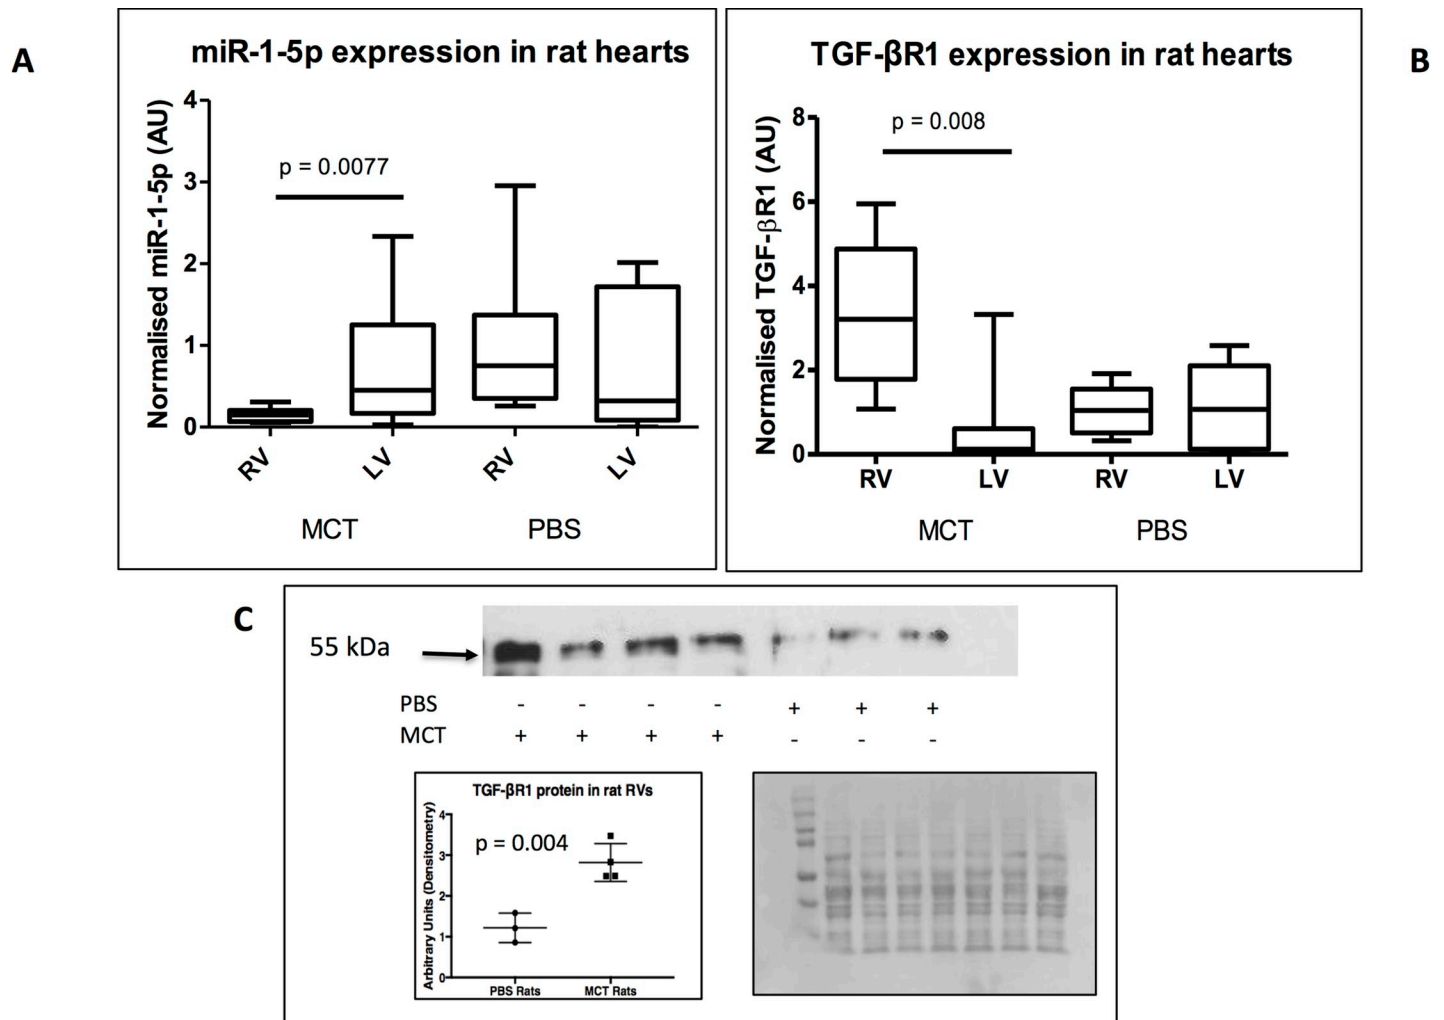 A
miR-1-5p expression in rat hearts
Normalised miR-1-5p (AU)
4
3
2
1
0
p = 0.0077
RV
LV
RV
LV
MCT
PBS
B
TGF-βR1 expression in rat hearts
Normalised TGF-βR1 (AU)
8
6
4
2
0
p = 0.008
RV
LV
RV
LV
MCT
PBS
C
55 kDa
PBS - - - - + + +
MCT + + + + - - -
TGF-βR1 protein in rat RVs
Arbitrary Units (Densitometry)
4
3
2
1
0
p = 0.004
PBS Rats
MCT Rats